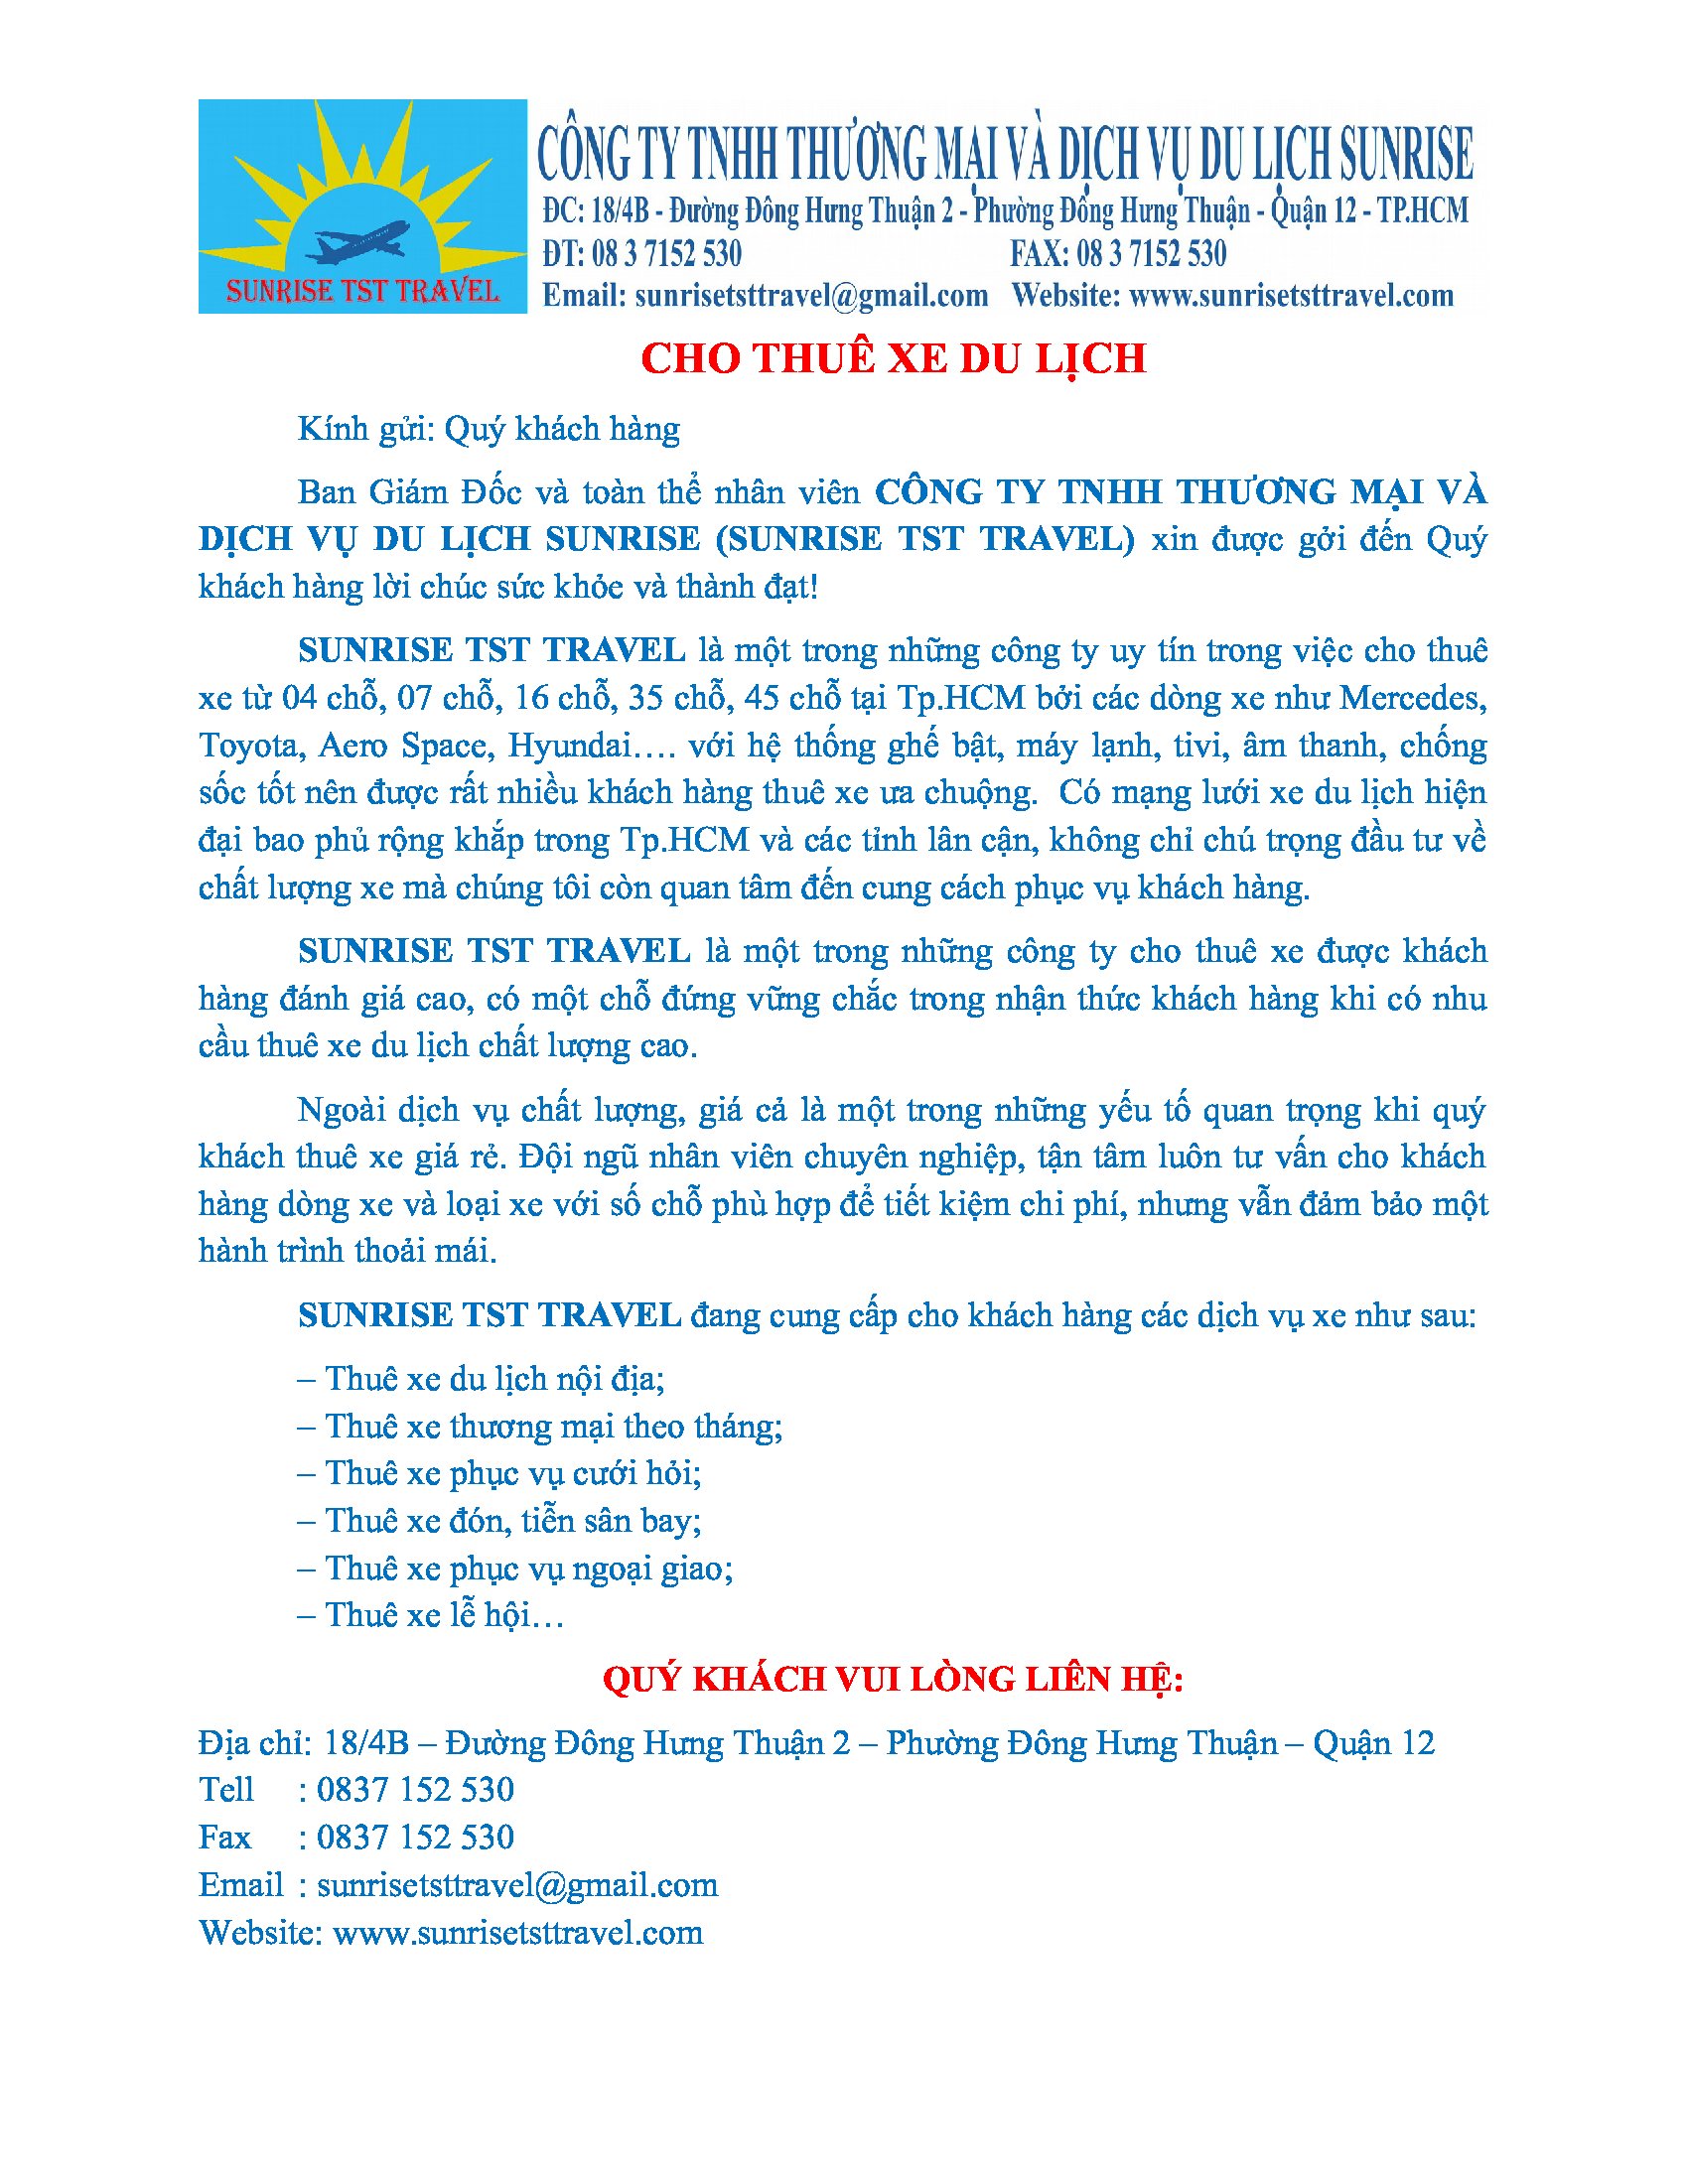 SUNRISE TST TRAVEL
CÔNG TY TNHH THƯƠNG MẠI VÀ DỊCH VỤ DU LỊCH SUNRISE
ĐC: 18/4B - Đường Đông Hưng Thuận 2 - Phường Đông Hưng Thuận - Quận 12 - TP.HCM
ĐT: 08 3 7152 530 FAX: 08 3 7152 530
Email: sunrisetsttravel@gmail.com Website: www.sunrisetsttravel.com
CHO THUÊ XE DU LỊCH
Kính gửi: Quý khách hàng
Ban Giám Đốc và toàn thể nhân viên CÔNG TY TNHH THƯƠNG MẠI VÀ
DỊCH VỤ DU LỊCH SUNRISE (SUNRISE TST TRAVEL) xin được gởi đến Quý
khách hàng lời chúc sức khỏe và thành đạt!
SUNRISE TST TRAVEL là một trong những công ty uy tín trong việc cho thuê
xe từ 04 chỗ, 07 chỗ, 16 chỗ, 35 chỗ, 45 chỗ tại Tp.HCM bởi các dòng xe như Mercedes,
Toyota, Aero Space, Hyundai…. với hệ thống ghế bật, máy lạnh, tivi, âm thanh, chống
sốc tốt nên được rất nhiều khách hàng thuê xe ưa chuộng. Có mạng lưới xe du lịch hiện
đại bao phủ rộng khắp trong Tp.HCM và các tỉnh lân cận, không chỉ chú trọng đầu tư về
chất lượng xe mà chúng tôi còn quan tâm đến cung cách phục vụ khách hàng.
SUNRISE TST TRAVEL là một trong những công ty cho thuê xe được khách
hàng đánh giá cao, có một chỗ đứng vững chắc trong nhận thức khách hàng khi có nhu
cầu thuê xe du lịch chất lượng cao.
Ngoài dịch vụ chất lượng, giá cả là một trong những yếu tố quan trọng khi quý
khách thuê xe giá rẻ. Đội ngũ nhân viên chuyên nghiệp, tận tâm luôn tư vấn cho khách
hàng dòng xe và loại xe với số chỗ phù hợp để tiết kiệm chi phí, nhưng vẫn đảm bảo một
hành trình thoải mái.
SUNRISE TST TRAVEL đang cung cấp cho khách hàng các dịch vụ xe như sau:
– Thuê xe du lịch nội địa;
– Thuê xe thương mại theo tháng;
– Thuê xe phục vụ cưới hỏi;
– Thuê xe đón, tiễn sân bay;
– Thuê xe phục vụ ngoại giao;
– Thuê xe lễ hội…
QUÝ KHÁCH VUI LÒNG LIÊN HỆ:
Địa chỉ: 18/4B – Đường Đông Hưng Thuận 2 – Phường Đông Hưng Thuận – Quận 12
Tell : 0837 152 530
Fax : 0837 152 530
Email : sunrisetsttravel@gmail.com
Website: www.sunrisetsttravel.com